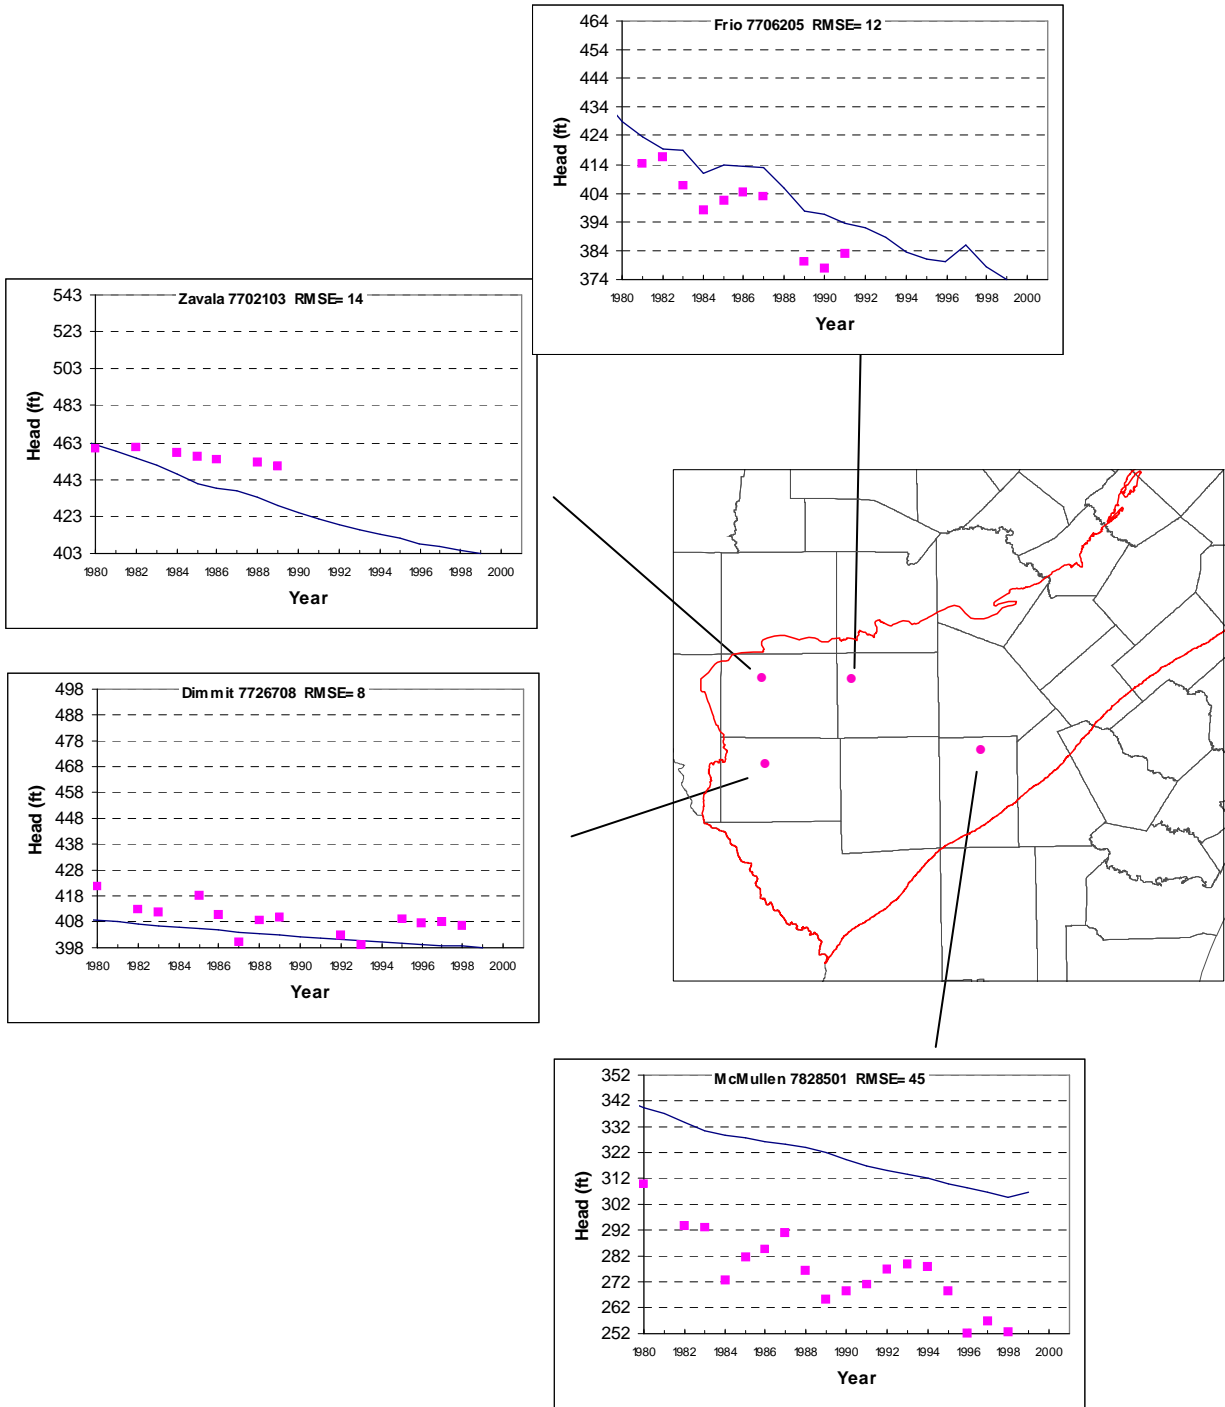 Frio 7706205 RMSE= 12
464
454
444
434
424
414
404
394
384
374
Head (ft)
1980 1982 1984 1986 1988 1990 1992 1994 1996 1998 2000
Year
Zavala 7702103 RMSE= 14
543
523
503
483
463
443
423
403
Head (ft)
1980 1982 1984 1986 1988 1990 1992 1994 1996 1998 2000
Year
Dimmit 7726708 RMSE= 8
498
488
478
468
458
448
438
428
418
408
398
Head (ft)
1980 1982 1984 1986 1988 1990 1992 1994 1996 1998 2000
Year
McMullen 7828501 RMSE= 45
352
342
332
322
312
302
292
282
272
262
252
Head (ft)
1980 1982 1984 1986 1988 1990 1992 1994 1996 1998 2000
Year